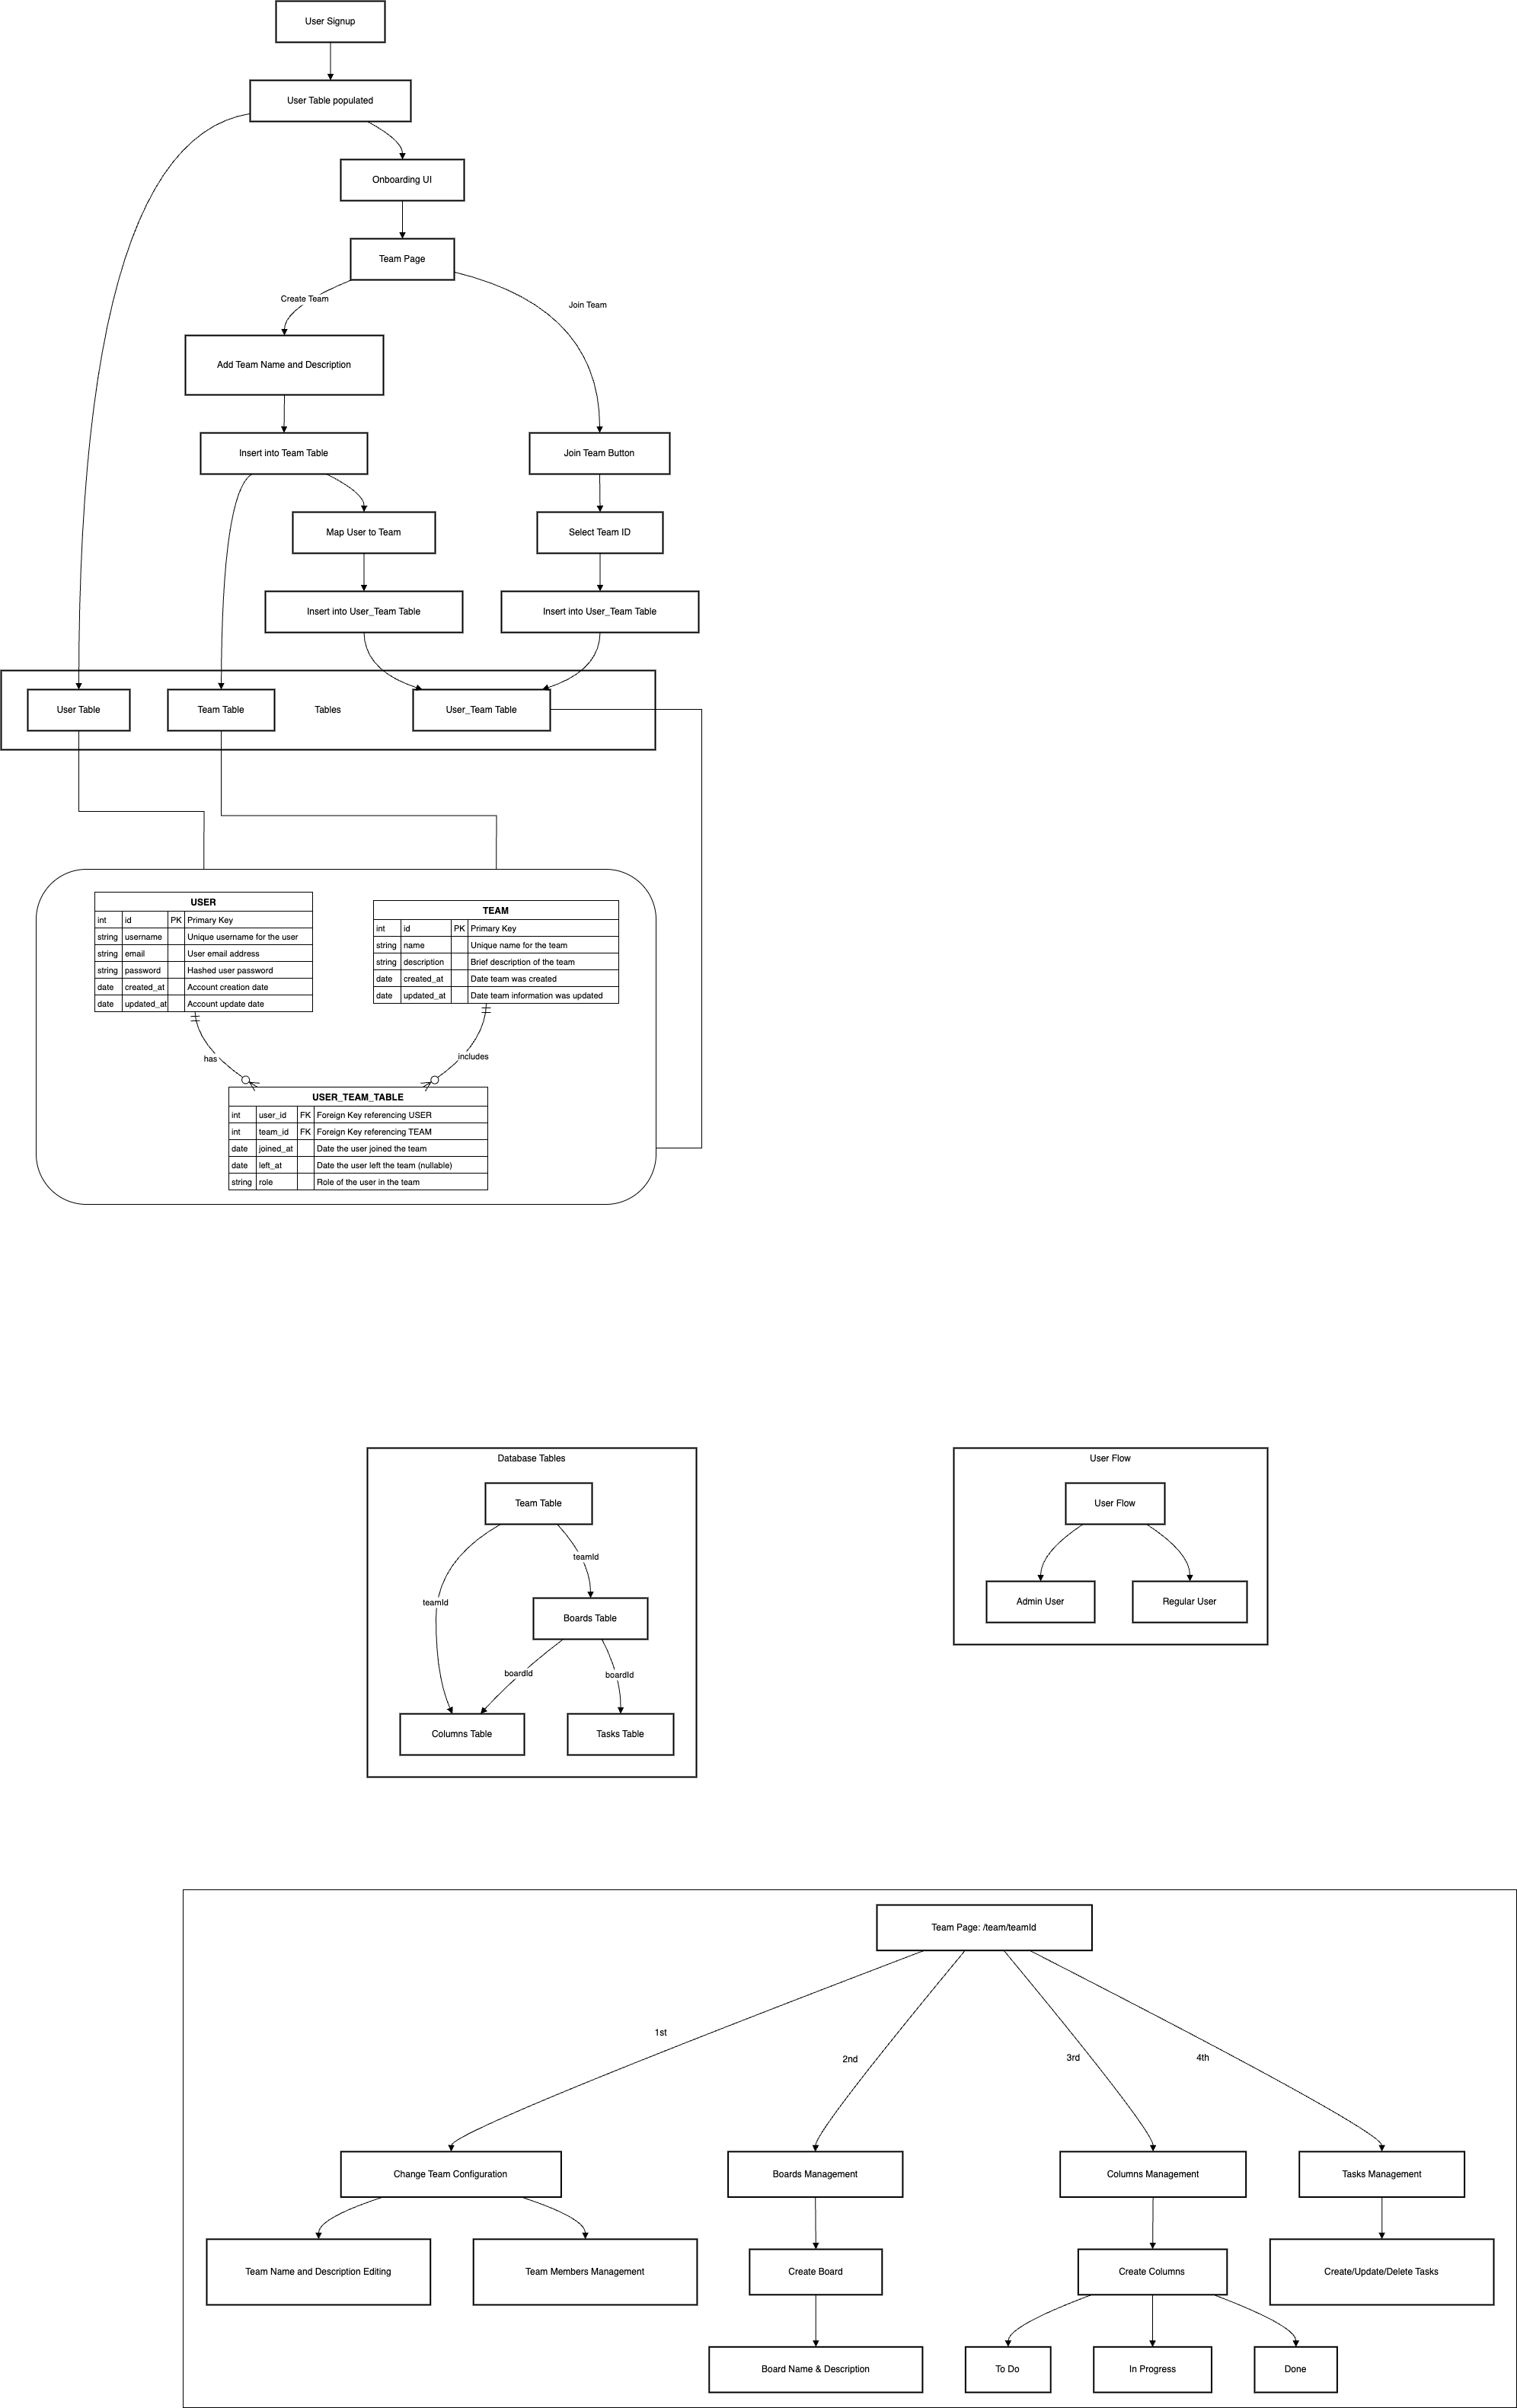 User Signup
User Table populated
Onboarding UI
Team Page
Create Team
Join Team
Add Team Name and Description
Insert into Team Table
Join Team Button
Map User to Team
Select Team ID
Insert into User_Team Table
Insert into User_Team Table
User Table
Team Table
Tables
User_Team Table
USER
int id PK Primary Key
string username Unique username for the user
string email User email address
string password Hashed user password
date created_at Account creation date
date updated_at Account update date
TEAM
int id PK Primary Key
string name Unique name for the team
string description Brief description of the team
date created_at Date team was created
date updated_at Date team information was updated
has
includes
USER_TEAM_TABLE
int user_id FK Foreign Key referencing USER
int team_id FK Foreign Key referencing TEAM
date joined_at Date the user joined the team
date left_at Date the user left the team (nullable)
string role Role of the user in the team
Database Tables
Team Table
teamId
teamId
Boards Table
boardId
boardId
Columns Table
Tasks Table
User Flow
User Flow
Admin User
Regular User
Team Page: /team/teamId
1st
2nd
3rd
4th
Change Team Configuration
Boards Management
Columns Management
Tasks Management
Team Name and Description Editing
Team Members Management
Create Board
Create Columns
Create/Update/Delete Tasks
Board Name & Description
To Do
In Progress
Done